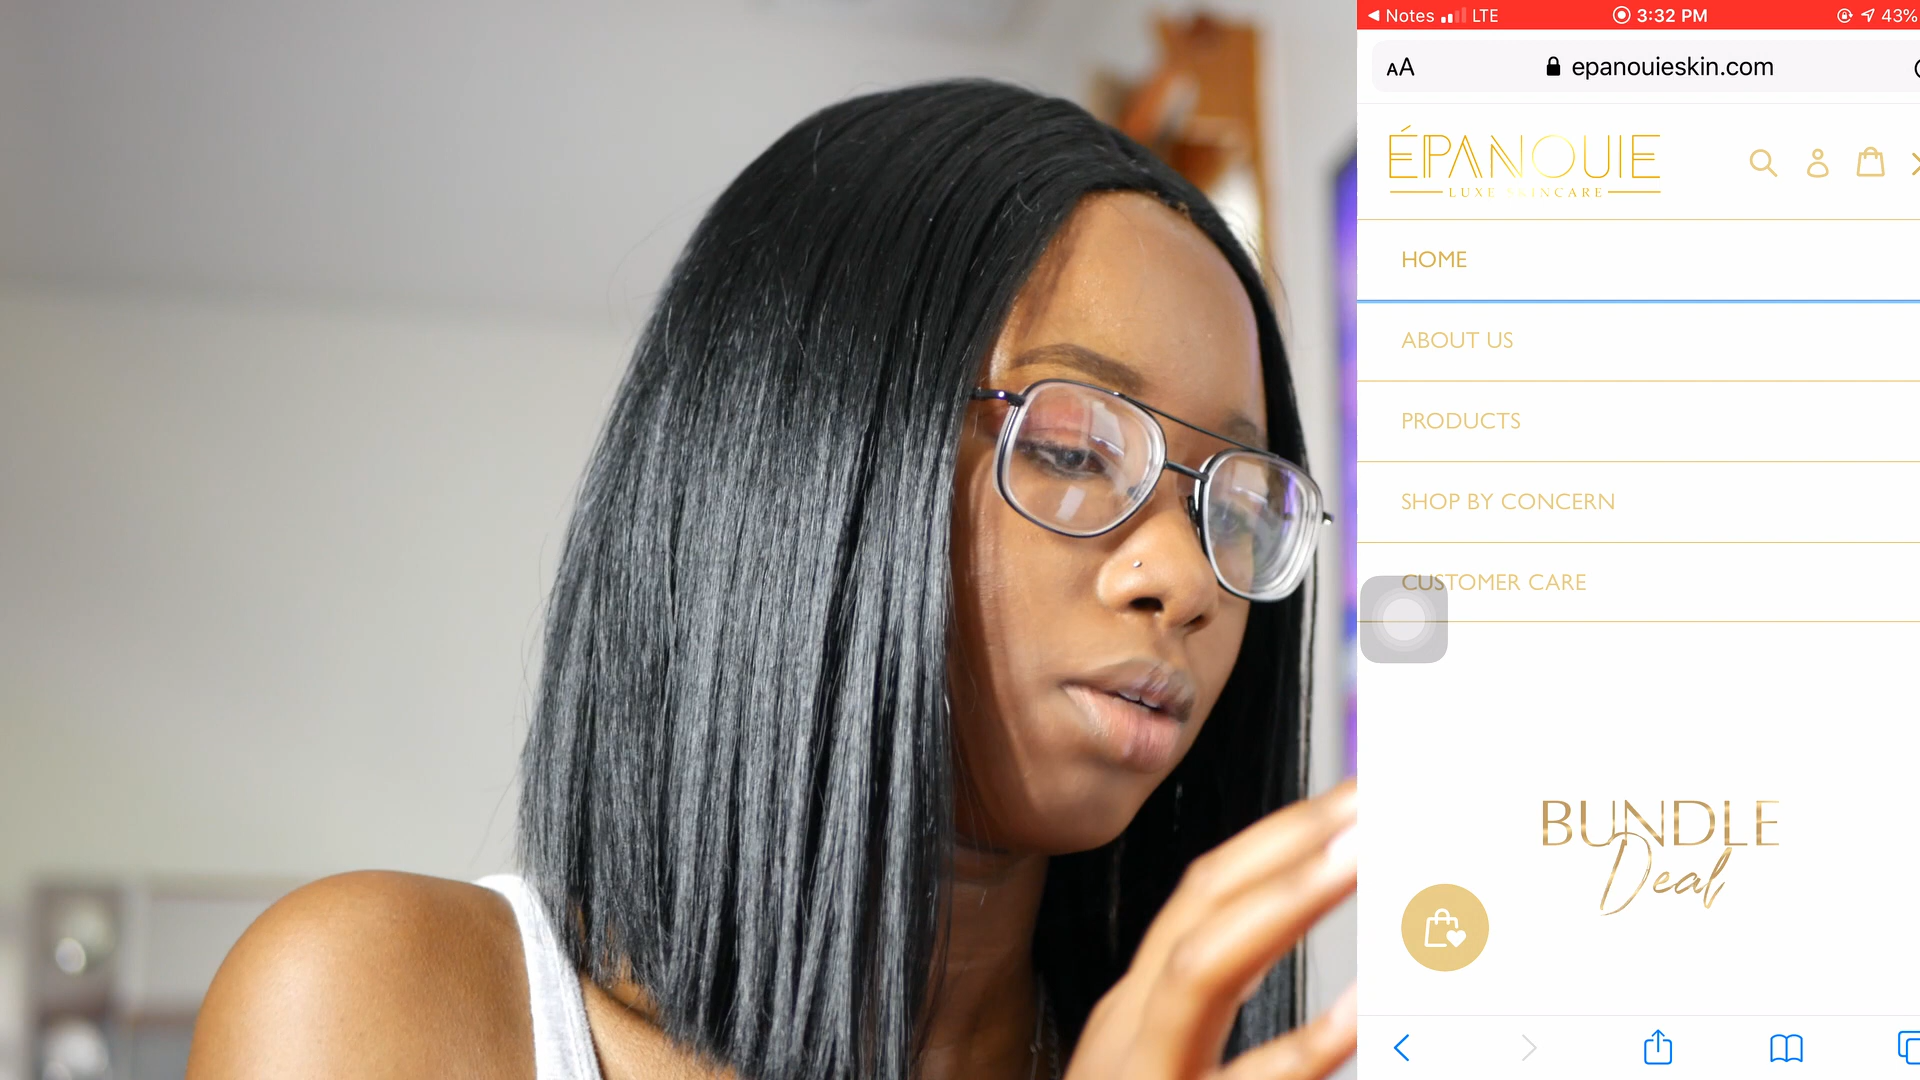 Notes LTE 3:32 PM 43%
AA epanouieskin.com
ÉPANOUIE
LUXE SKINCARE
HOME
ABOUT US
PRODUCTS
SHOP BY CONCERN
CUSTOMER CARE
BUNDLE
Deal